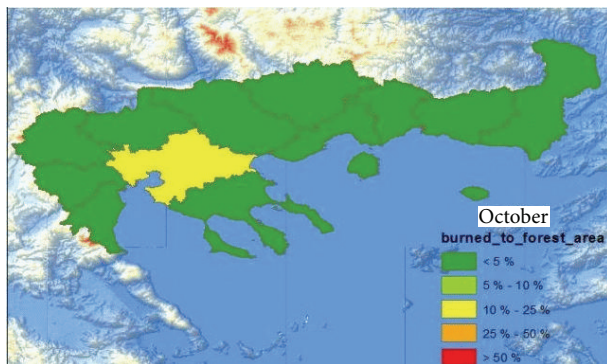 October
burned_to_forest_area
< 5 %
5 % - 10 %
10 % - 25 %
25 % - 50 %
> 50 %